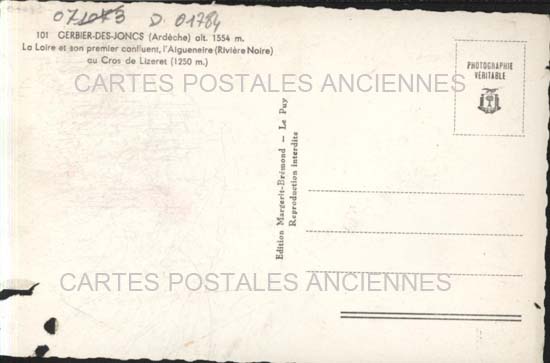 D. 01784
101 GERBIER-DES-JONCS (Ardèche) alt. 1554 m.
La Loire et son premier confluent, l'Aigueneire (Rivière Noire)
au Cros de Lizeret (1250 m.)
PHOTOGRAPHIE
VÉRITABLE
CARTES POSTALES ANCIENNES
Edition Margerit-Brémond - Le Puy
Reproduction interdite
CARTES POSTALES ANCIENNES